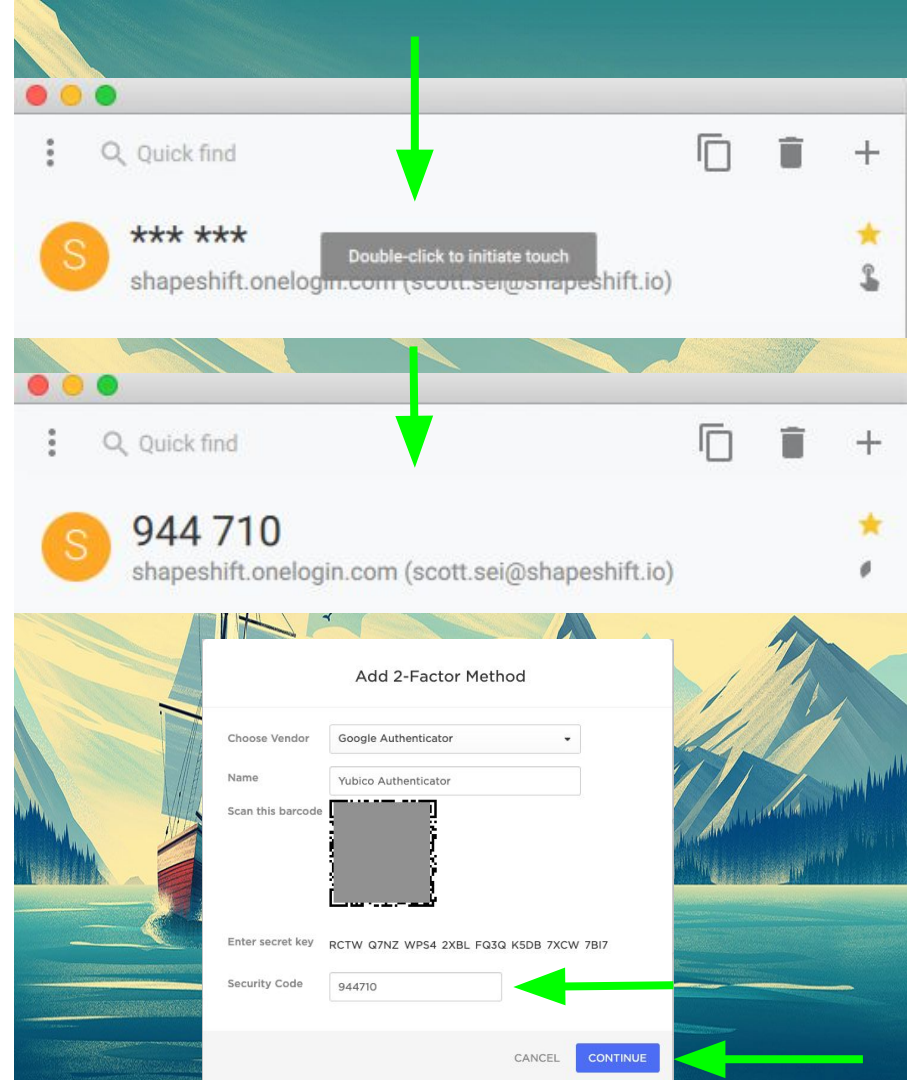 Quick find
S
*** ***
Double-click to initiate touch
shapeshift.onelogin.com (scott.sei@shapeshift.io)
Quick find
S
944 710
shapeshift.onelogin.com (scott.sei@shapeshift.io)
Add 2-Factor Method
Choose Vendor Google Authenticator
Name Yubico Authenticator
Scan this barcode
Enter secret key RCTW Q7NZ WPS4 2XBL FQ3Q K5DB 7XCW 7BI7
Security Code 944710
CANCEL CONTINUE